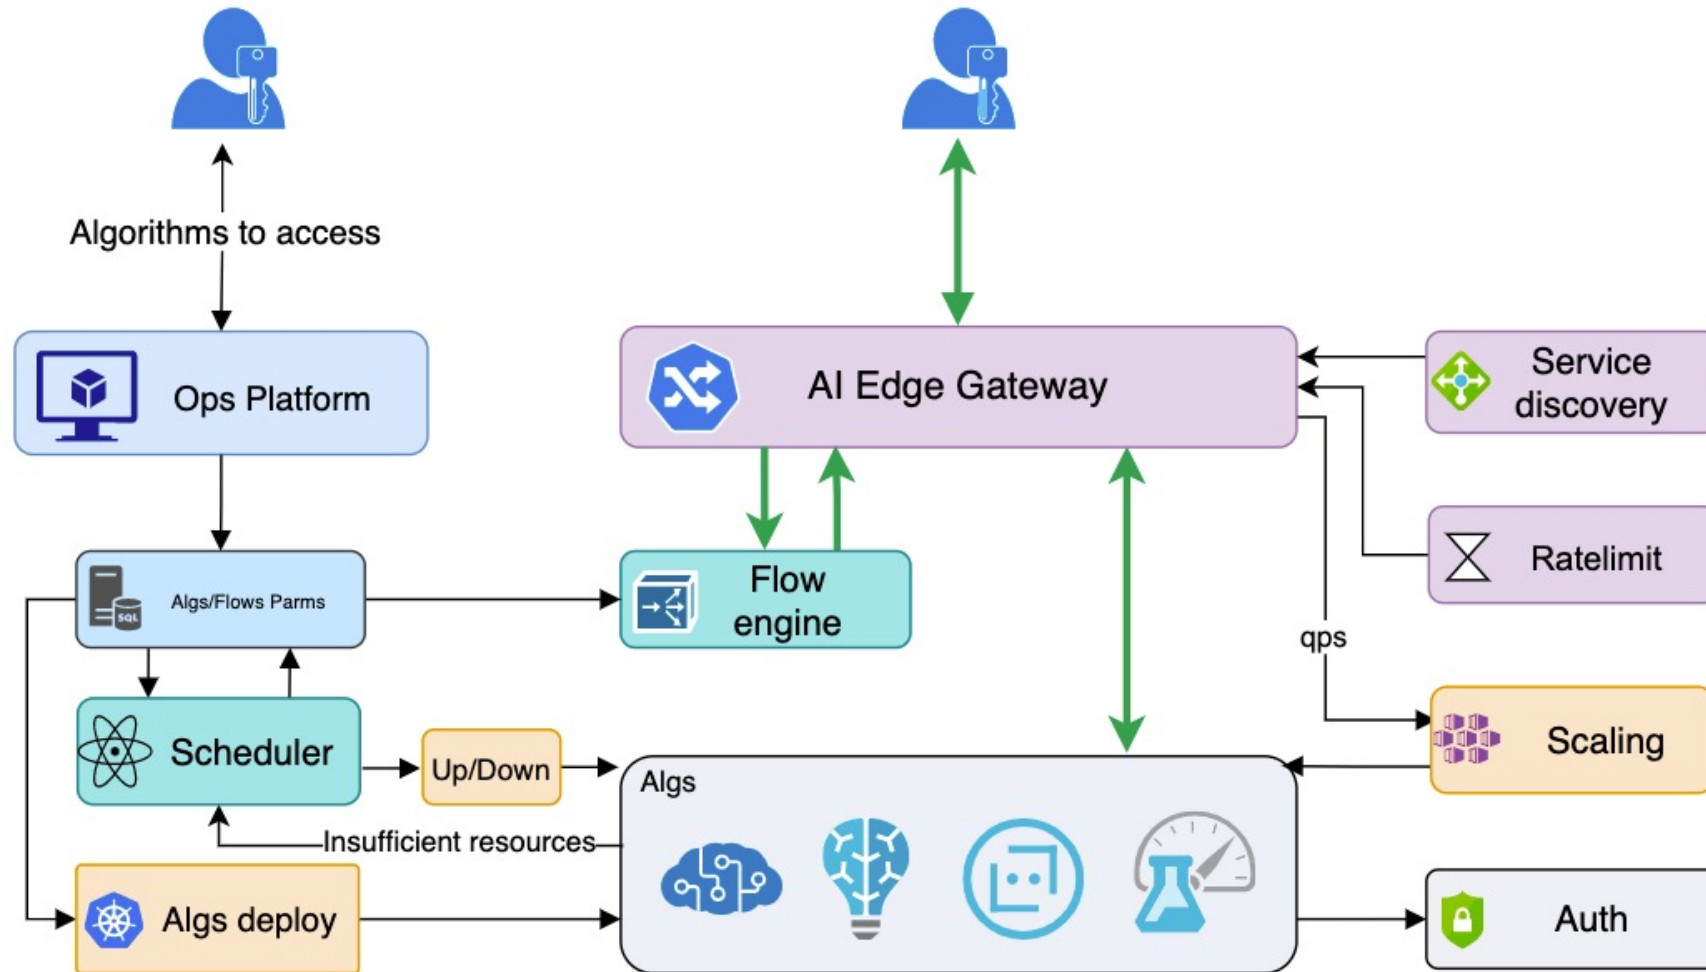 Algorithms to access
Ops Platform
AI Edge Gateway
Service
discovery
Algs/Flows Parms
SQL
Flow
engine
Ratelimit
qps
Scheduler
Up/Down
Algs
Scaling
Insufficient resources
Algs deploy
Auth